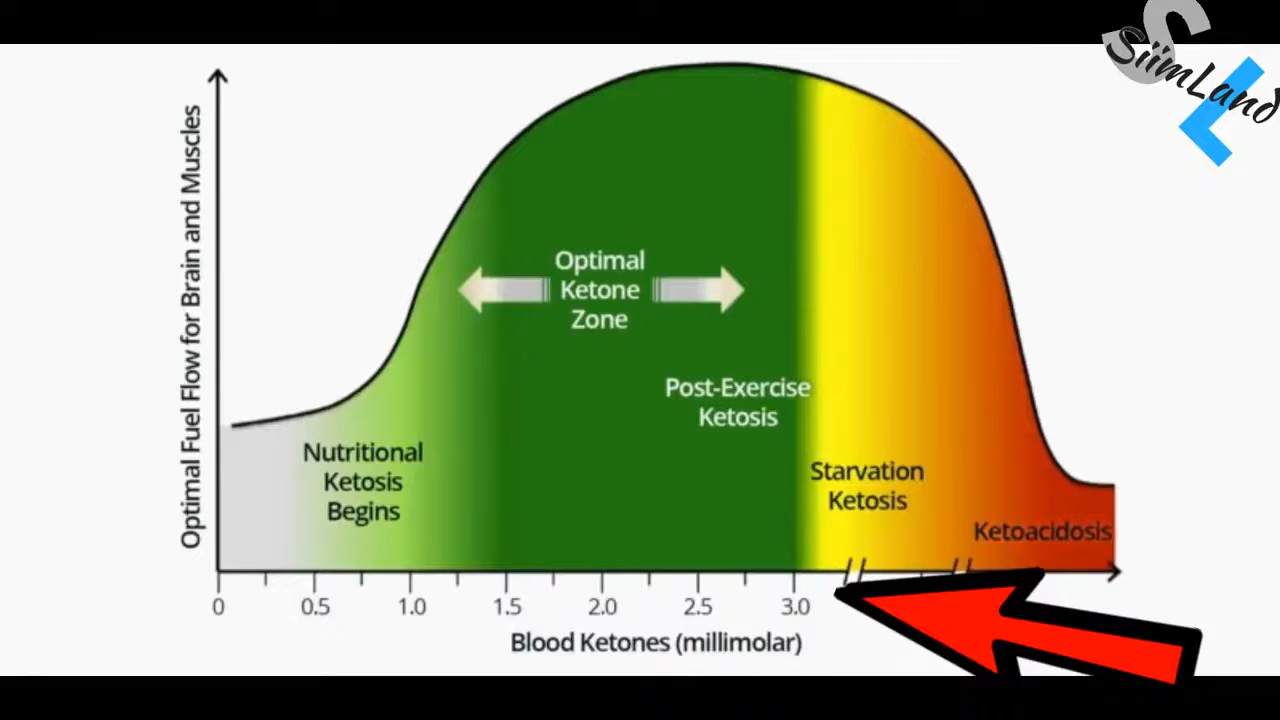 S
SiimLand
L
Optimal Fuel Flow for Brain and Muscles
Optimal
Ketone
Zone
Post-Exercise
Ketosis
Nutritional
Ketosis
Begins
Starvation
Ketosis
Ketoacidosis
0 0.5 1.0 1.5 2.0 2.5 3.0
Blood Ketones (millimolar)